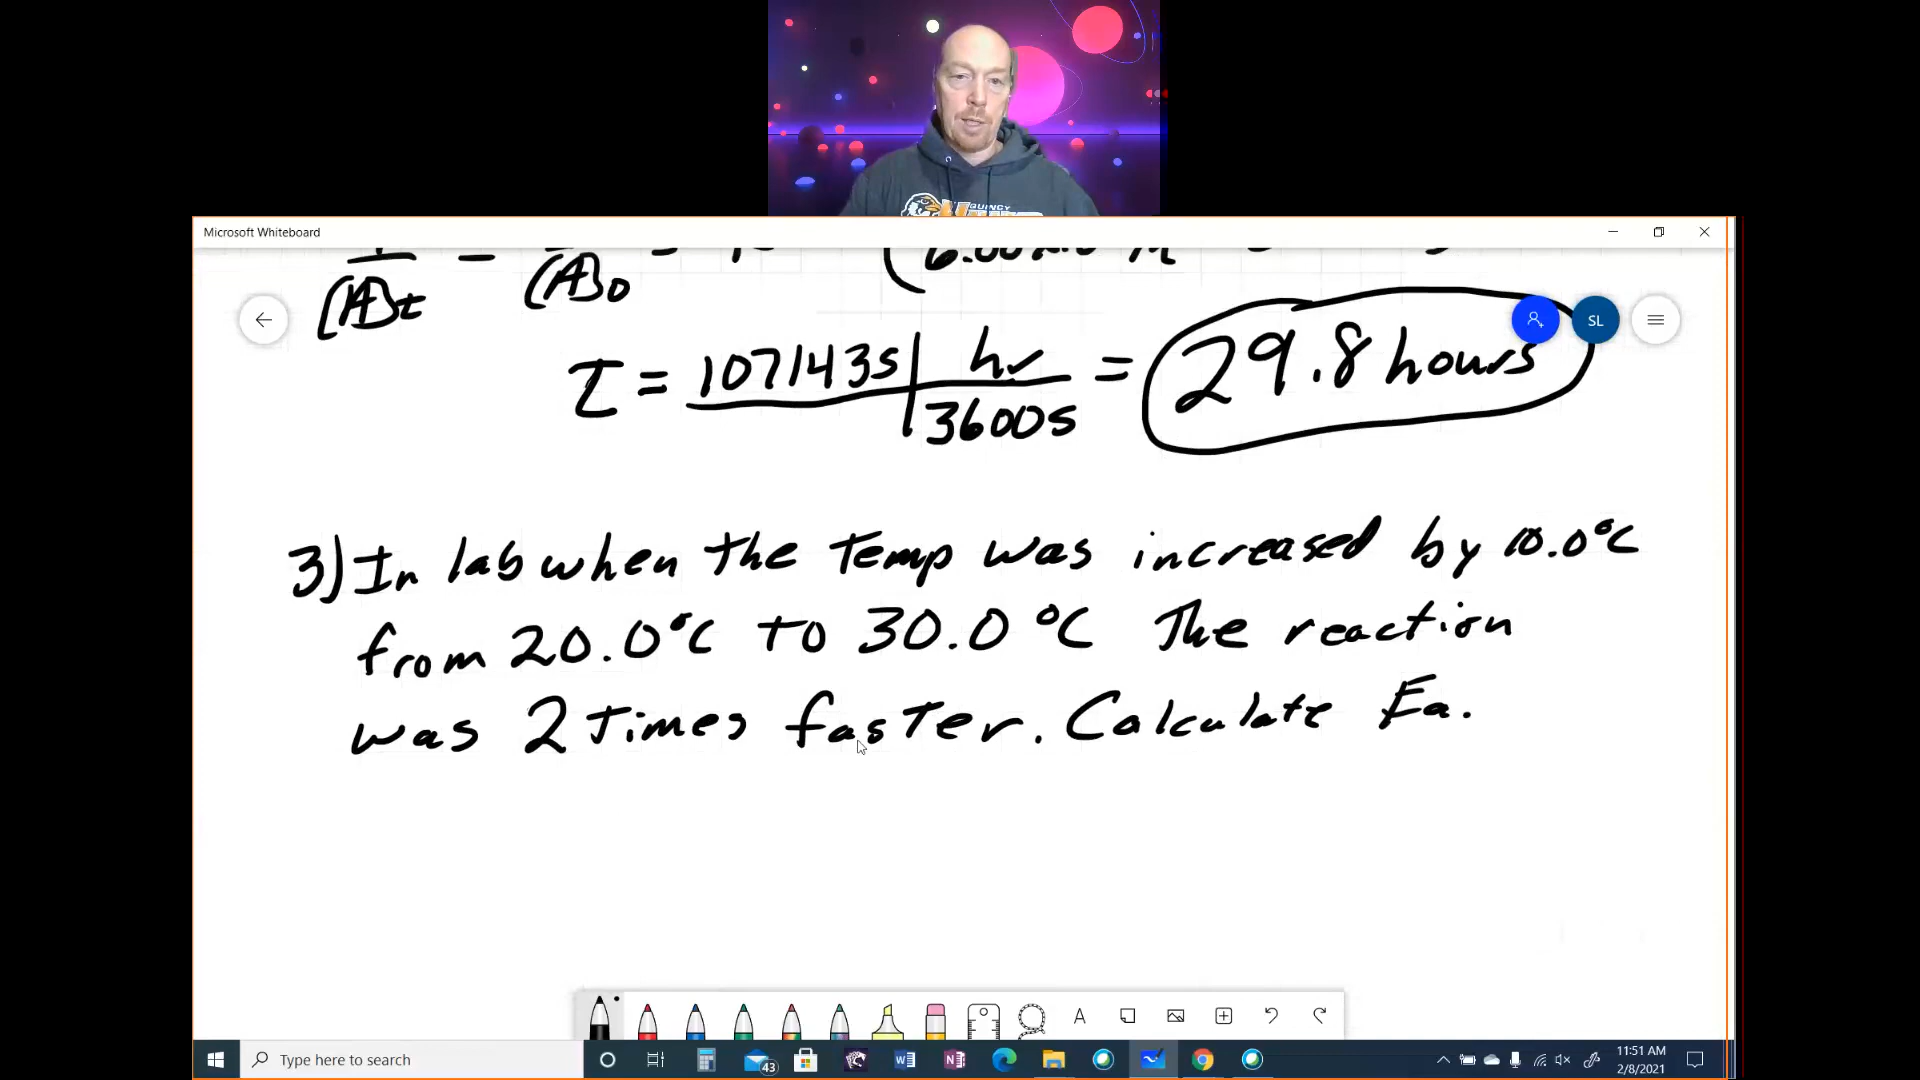 QUINCY
Microsoft Whiteboard
[A]t - [A]0
SL
t = 107143s | hr = 29.8 hours
3600s
3) In lab when the temp was increased by 10.0°C
from 20.0°C to 30.0 °C The reaction
was 2 Times faster. Calculate Ea.
A
Type here to search
43
11:51 AM
2/8/2021